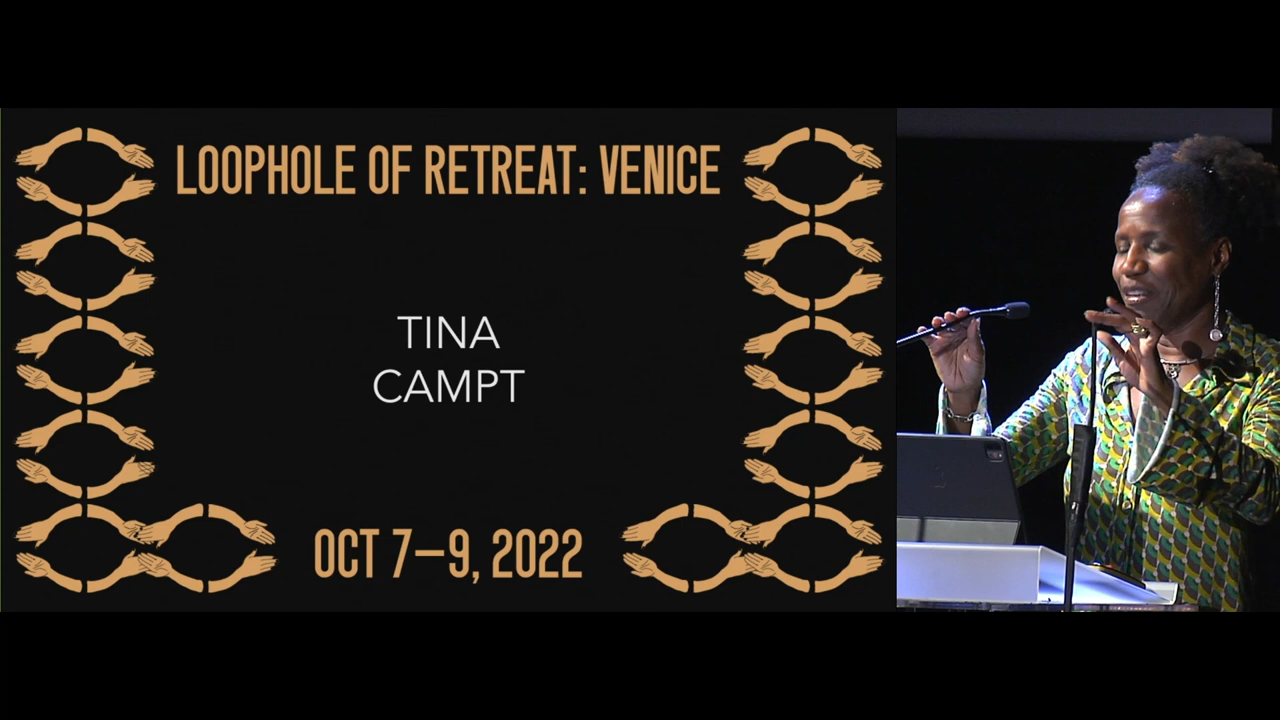 LOOPHOLE OF RETREAT: VENICE
TINA
CAMPT
OCT 7–9, 2022